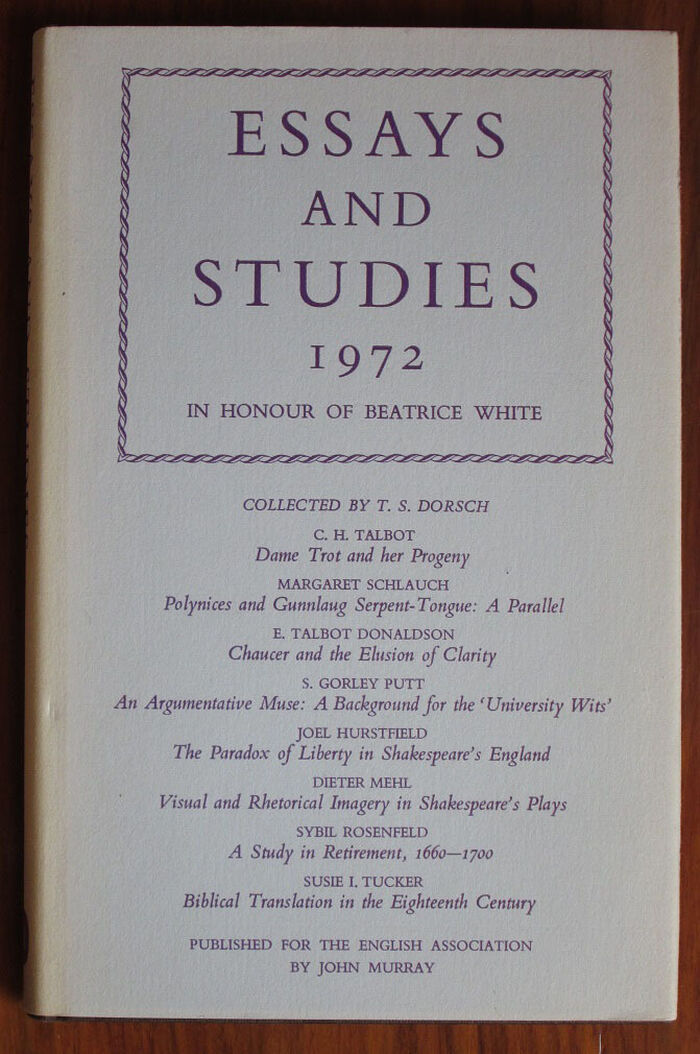 ESSAYS
AND
STUDIES
1972
IN HONOUR OF BEATRICE WHITE
COLLECTED BY T. S. DORSCH
C. H. TALBOT
Dame Trot and her Progeny
MARGARET SCHLAUCH
Polynices and Gunnlaug Serpent-Tongue: A Parallel
E. TALBOT DONALDSON
Chaucer and the Elusion of Clarity
S. GORLEY PUTT
An Argumentative Muse: A Background for the ‘University Wits’
JOEL HURSTFIELD
The Paradox of Liberty in Shakespeare's England
DIETER MEHL
Visual and Rhetorical Imagery in Shakespeare's Plays
SYBIL ROSENFELD
A Study in Retirement, 1660—1700
SUSIE I. TUCKER
Biblical Translation in the Eighteenth Century
PUBLISHED FOR THE ENGLISH ASSOCIATION
BY JOHN MURRAY